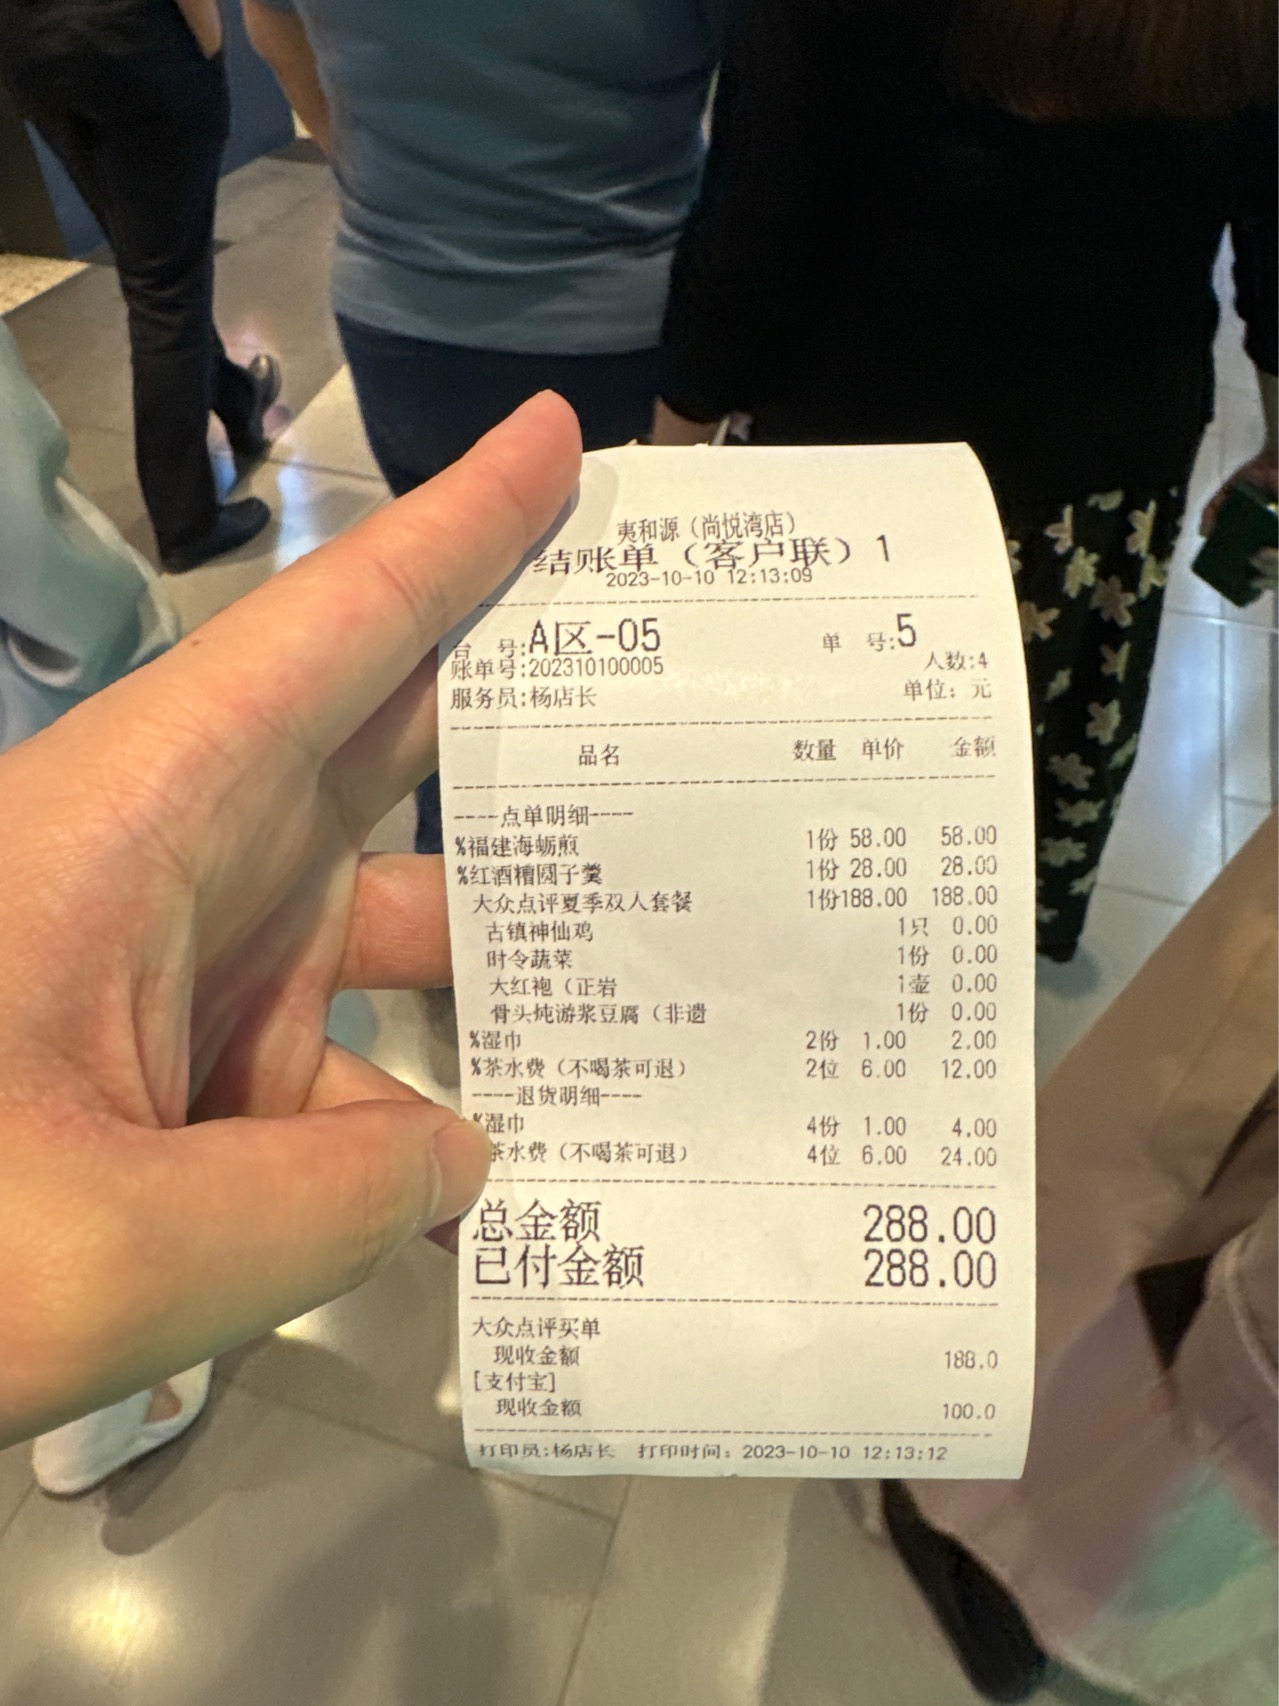 夷和源（尚悦湾店）
结账单（客户联）1
2023-10-10 12:13:09
台 号:A区-05 单 号:5
账单号:202310100005 人数:4
服务员:杨店长 单位：元
品名 数量 单价 金额
----点单明细----
%福建海蛎煎 1份 58.00 58.00
%红酒糟圆子羹 1份 28.00 28.00
大众点评夏季双人套餐 1份188.00 188.00
古镇神仙鸡 1只 0.00
时令蔬菜 1份 0.00
大红袍（正岩 1壶 0.00
骨头炖游浆豆腐（非遗 1份 0.00
%湿巾 2份 1.00 2.00
%茶水费（不喝茶可退） 2位 6.00 12.00
----退货明细----
%湿巾 4份 1.00 4.00
茶水费（不喝茶可退） 4位 6.00 24.00
总金额 288.00
已付金额 288.00
大众点评买单
现收金额 188.0
[支付宝]
现收金额 100.0
打印员:杨店长 打印时间：2023-10-10 12:13:12